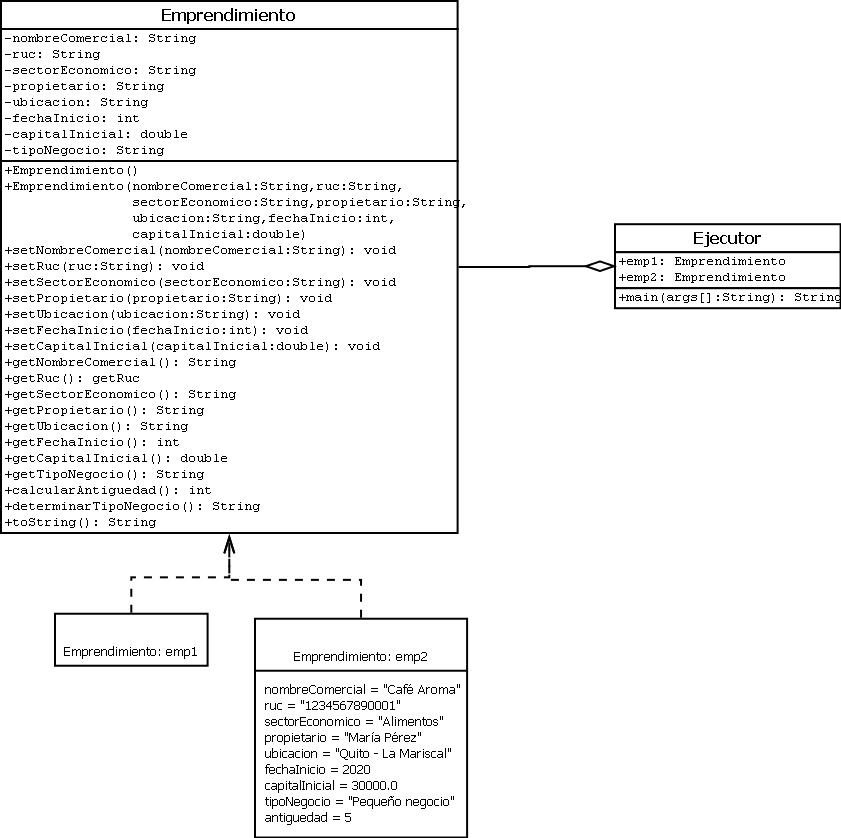 Emprendimiento
-nombreComercial: String
-ruc: String
-sectorEconomico: String
-propietario: String
-ubicacion: String
-fechaInicio: int
-capitalInicial: double
-tipoNegocio: String
+Emprendimiento()
+Emprendimiento(nombreComercial:String,ruc:String,
sectorEconomico:String,propietario:String,
ubicacion:String,fechaInicio:int,
capitalInicial:double)
+setNombreComercial(nombreComercial:String): void
+setRuc(ruc:String): void
+setSectorEconomico(sectorEconomico:String): void
+setPropietario(propietario:String): void
+setUbicacion(ubicacion:String): void
+setFechaInicio(fechaInicio:int): void
+setCapitalInicial(capitalInicial:double): void
+getNombreComercial(): String
+getRuc(): getRuc
+getSectorEconomico(): String
+getPropietario(): String
+getUbicacion(): String
+getFechaInicio(): int
+getCapitalInicial(): double
+getTipoNegocio(): String
+calcularAntiguedad(): int
+determinarTipoNegocio(): String
+toString(): String
Ejecutor
+emp1: Emprendimiento
+emp2: Emprendimiento
+main(args[]:String): String
Emprendimiento: emp1
Emprendimiento: emp2
nombreComercial = "Café Aroma"
ruc = "1234567890001"
sectorEconomico = "Alimentos"
propietario = "María Pérez"
ubicacion = "Quito - La Mariscal"
fechaInicio = 2020
capitalInicial = 30000.0
tipoNegocio = "Pequeño negocio"
antiguedad = 5